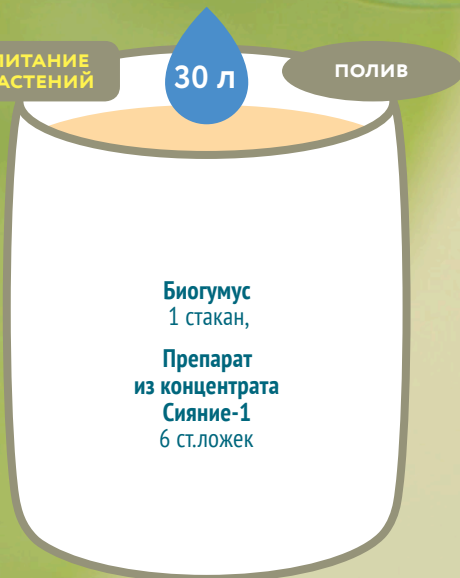 ПИТАНИЕ
РАСТЕНИЙ
30 л
ПОЛИВ
Биогумус
1 стакан,
Препарат
из концентрата
Сияние-1
6 ст.ложек